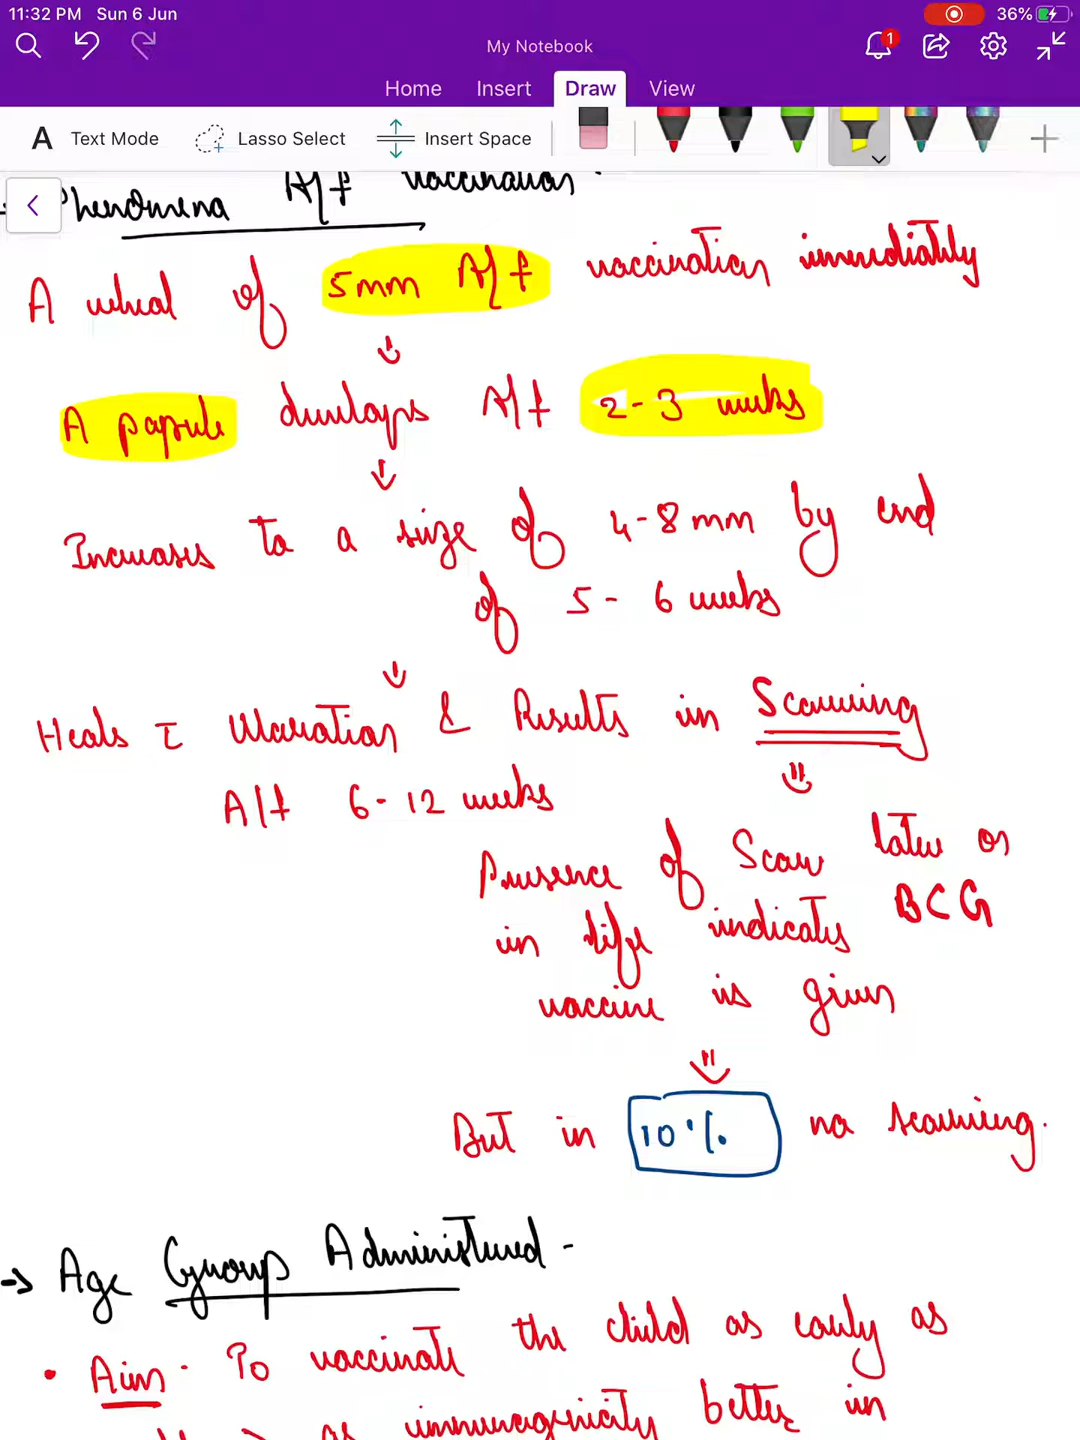 11:32 PM Sun 6 Jun
36%
My Notebook
1
Home Insert Draw View
A Text Mode Lasso Select Insert Space
Phenomena A/f vaccination
A wheal of 5mm A/f vaccination immediately
A papule develops A/f 2-3 weeks
Increases to a size of 4-8mm by end
of 5-6 weeks
Heals c Ulceration & Results in Scarring
A/f 6-12 weeks
Presence of Scar later on
in life indicates BCG
vaccine is given
But in 10% no scarring.
→ Age Group Administered -
• Aim - To vaccinate the child as early as
as immunogenicity better in